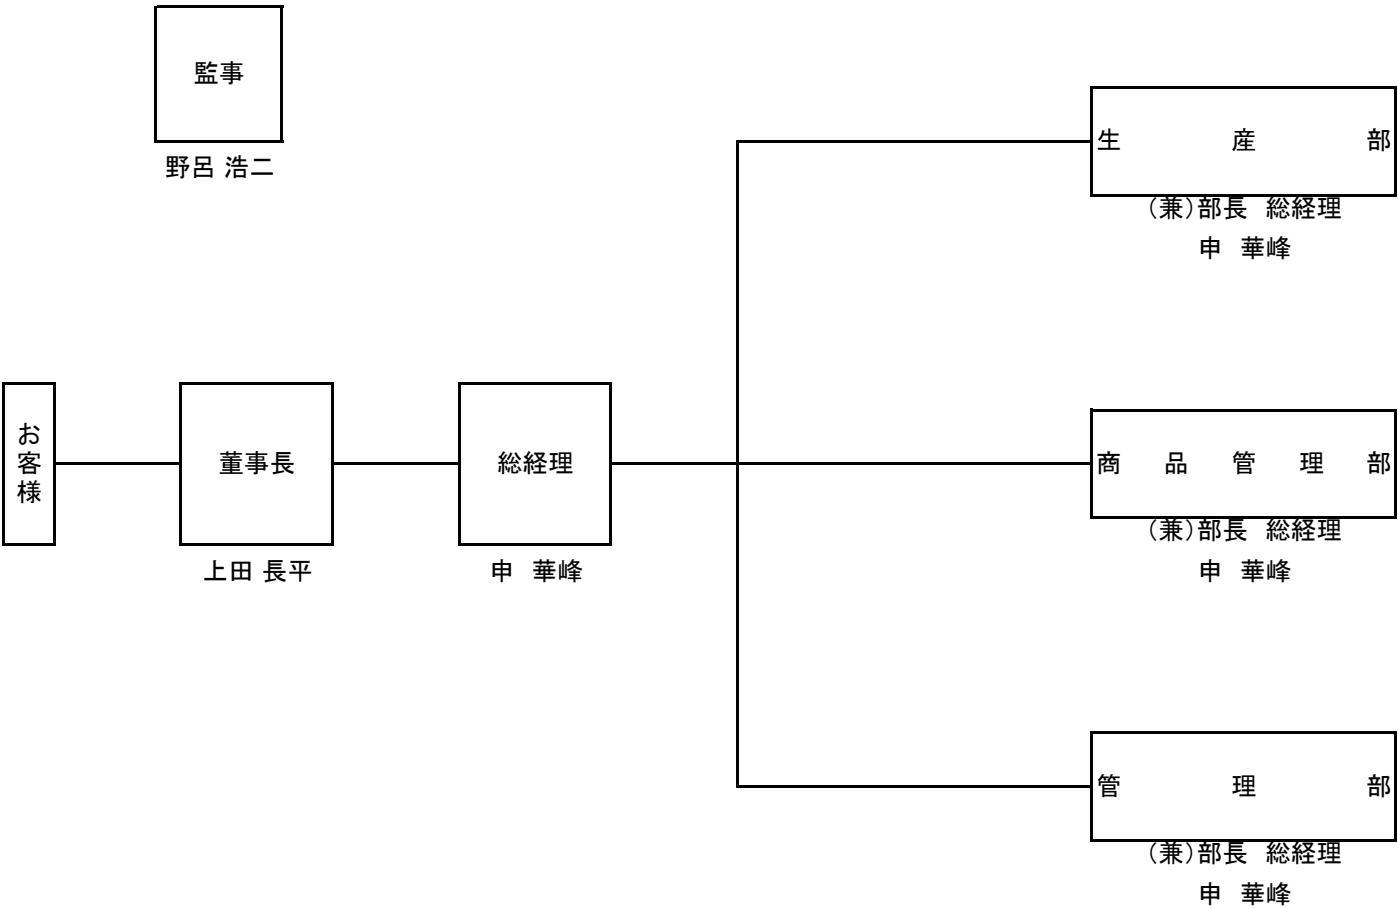 監事
野呂 浩二
生産部
（兼）部長　総経理
申　華峰
お客様
董事長
上田 長平
総経理
申　華峰
商品管理部
（兼）部長　総経理
申　華峰
管理部
（兼）部長　総経理
申　華峰